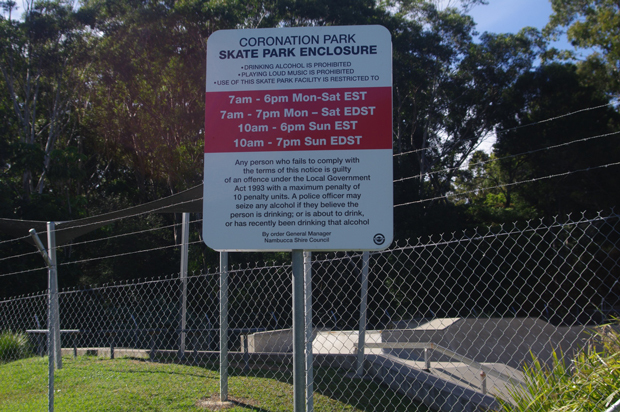 CORONATION PARK
SKATE PARK ENCLOSURE
• DRINKING ALCOHOL IS PROHIBITED
• PLAYING LOUD MUSIC IS PROHIBITED
• USE OF THIS SKATE PARK FACILITY IS RESTRICTED TO
7am - 6pm Mon-Sat EST
7am - 7pm Mon – Sat EDST
10am - 6pm Sun EST
10am - 7pm Sun EDST
Any person who fails to comply with
the terms of this notice is guilty
of an offence under the Local Government
Act 1993 with a maximum penalty of
10 penalty units. A police officer may
seize any alcohol if they believe the
person is drinking; or is about to drink,
or has recently been drinking that alcohol
By order General Manager
Nambucca Shire Council